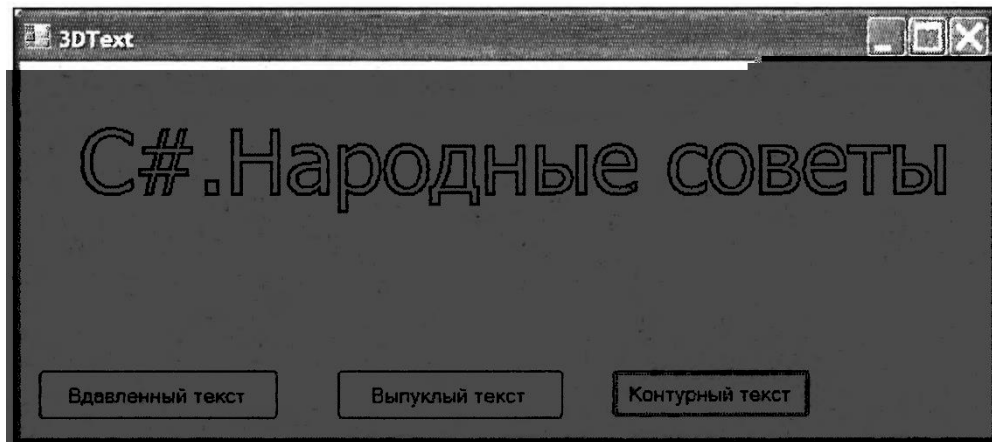 3DText
C#.Народные советы
Вдавленный текст Выпуклый текст Контурный текст